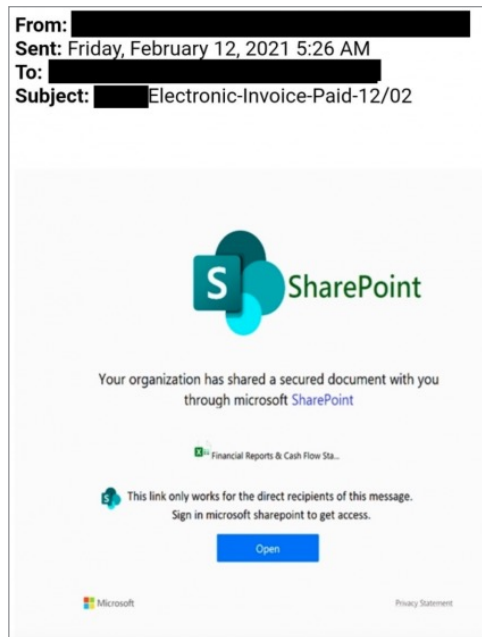 From:
Sent: Friday, February 12, 2021 5:26 AM
To:
Subject: Electronic-Invoice-Paid-12/02
S SharePoint
Your organization has shared a secured document with you
through microsoft SharePoint
Financial Reports & Cash Flow Sta...
This link only works for the direct recipients of this message.
Sign in microsoft sharepoint to get access.
Open
Microsoft Privacy Statement